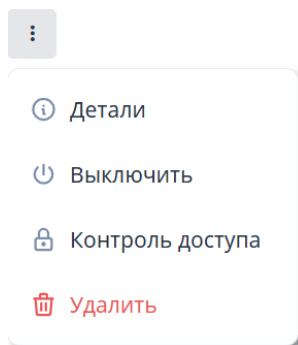 Детали
Выключить
Контроль доступа
Удалить